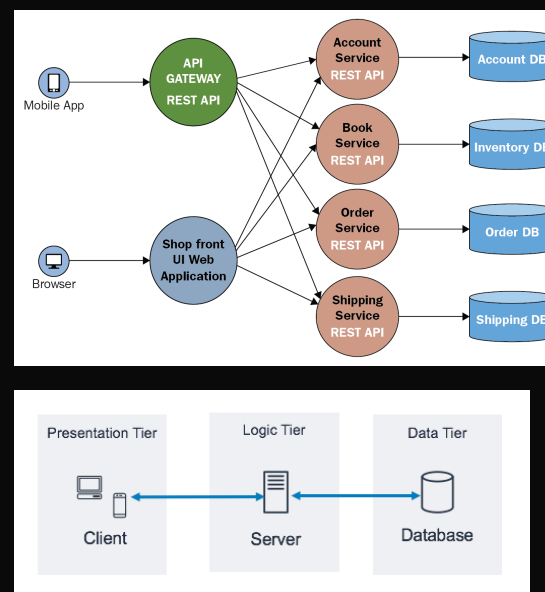 API
GATEWAY
REST API
Mobile App
Account
Service
REST API
Account DB
Book
Service
REST API
Inventory DB
Order
Service
REST API
Order DB
Shop front
UI Web
Application
Browser
Shipping
Service
REST API
Shipping DB
Presentation Tier
Logic Tier
Data Tier
Client
Server
Database